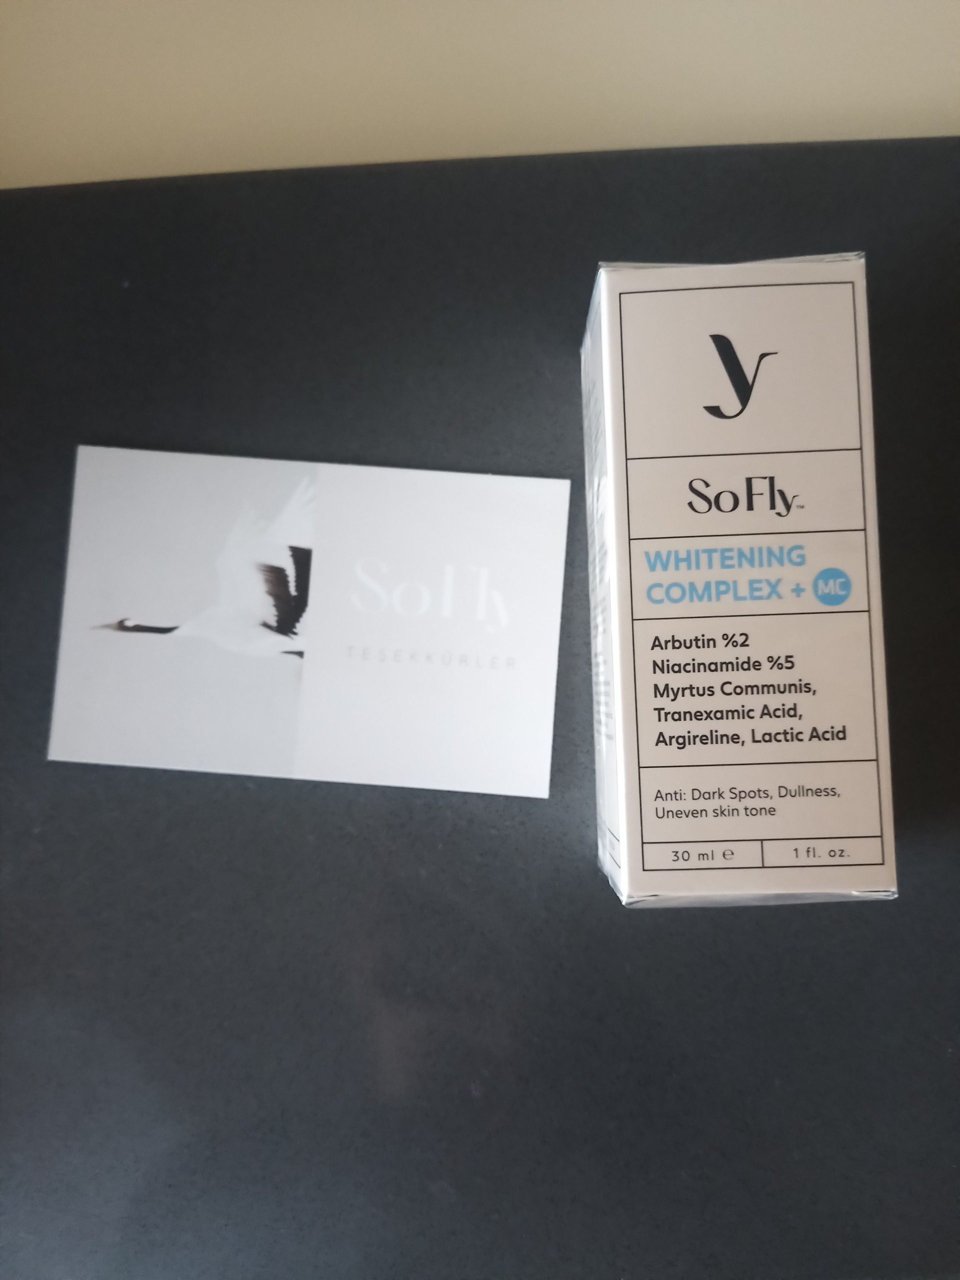 SoFly
TEŞEKKÜRLER
y
SoFly™
WHITENING
COMPLEX + MC
Arbutin %2
Niacinamide %5
Myrtus Communis,
Tranexamic Acid,
Argireline, Lactic Acid
Anti: Dark Spots, Dullness,
Uneven skin tone
30 ml ℮
1 fl. oz.